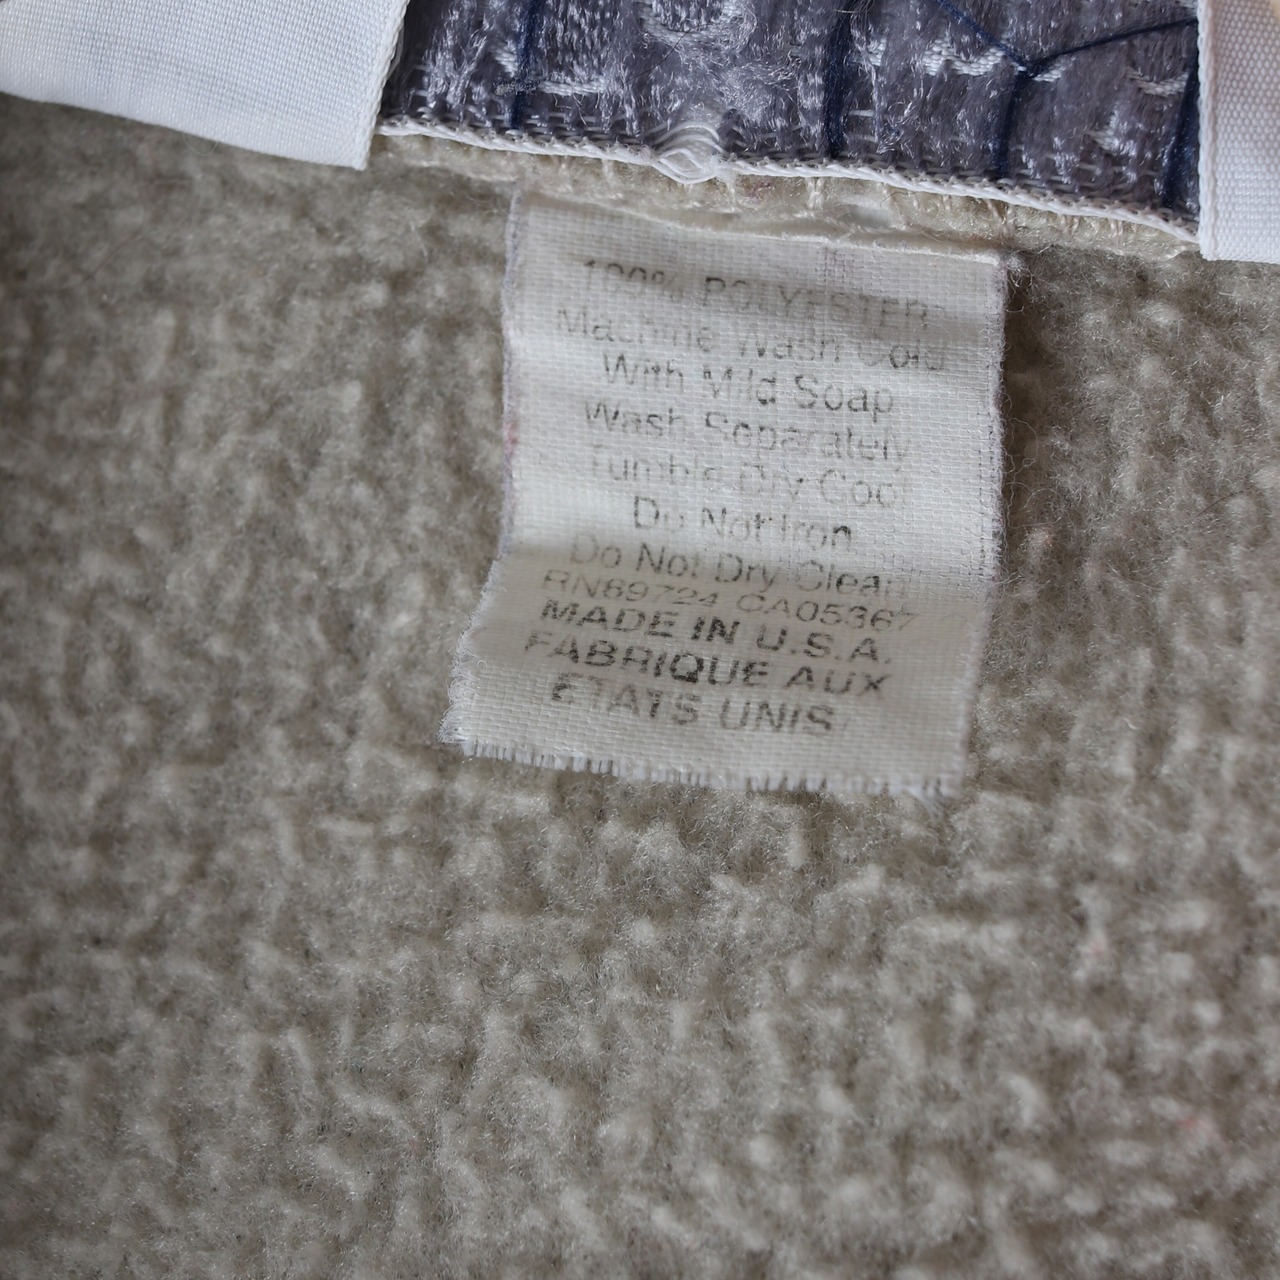 100% POLYESTER
Machine Wash Cold
With Mild Soap
Wash Separately
Tumble Dry Cool
Do Not Iron
Do Not Dry Clean
RN89724 CA05367
MADE IN U.S.A.
FABRIQUE AUX
ETATS UNIS